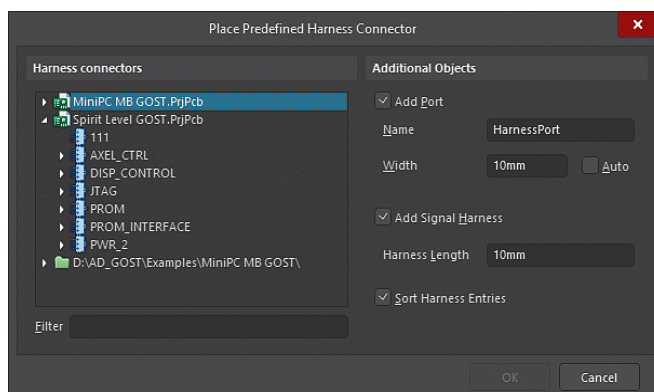 Place Predefined Harness Connector
Harness connectors
MiniPC MB GOST.PrjPcb
Spirit Level GOST.PrjPcb
111
AXEL_CTRL
DISP_CONTROL
JTAG
PROM
PROM_INTERFACE
PWR_2
D:\AD_GOST\Examples\MiniPC MB GOST\
Filter
Additional Objects
Add Port
Name HarnessPort
Width 10mm Auto
Add Signal Harness
Harness Length 10mm
Sort Harness Entries
OK Cancel